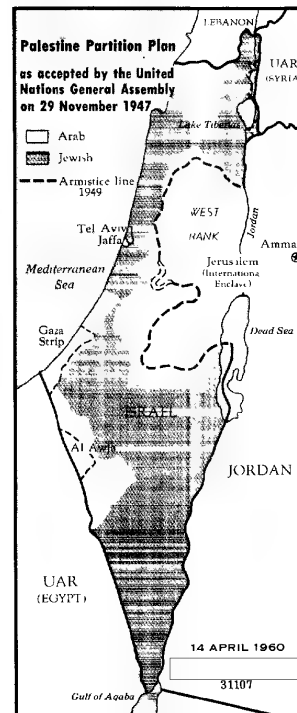 LEBANON
Palestine Partition Plan
as accepted by the United
Nations General Assembly
on 29 November 1947
UAR
(SYRIA)
Arab
Jewish
Armistice line
1949
Lake Tiberias
WEST
BANK
Jordan
Tel Aviv
Jaffa
Amma
Jerusalem
(International
Enclave)
Mediterranean
Sea
Dead Sea
Gaza
Strip
ISRAEL
Al Awja
JORDAN
UAR
(EGYPT)
14 APRIL 1960
31107
Gulf of Aqaba